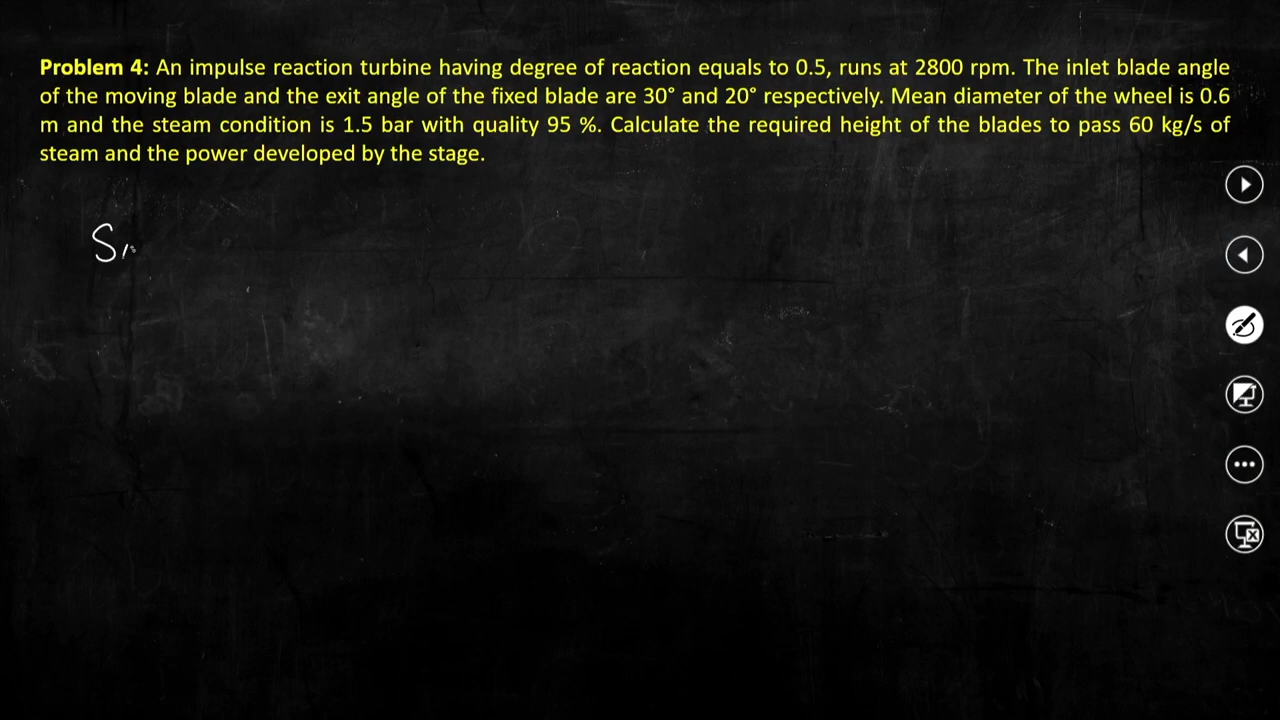 Problem 4: An impulse reaction turbine having degree of reaction equals to 0.5, runs at 2800 rpm. The inlet blade angle
of the moving blade and the exit angle of the fixed blade are 30° and 20° respectively. Mean diameter of the wheel is 0.6
m and the steam condition is 1.5 bar with quality 95 %. Calculate the required height of the blades to pass 60 kg/s of
steam and the power developed by the stage.